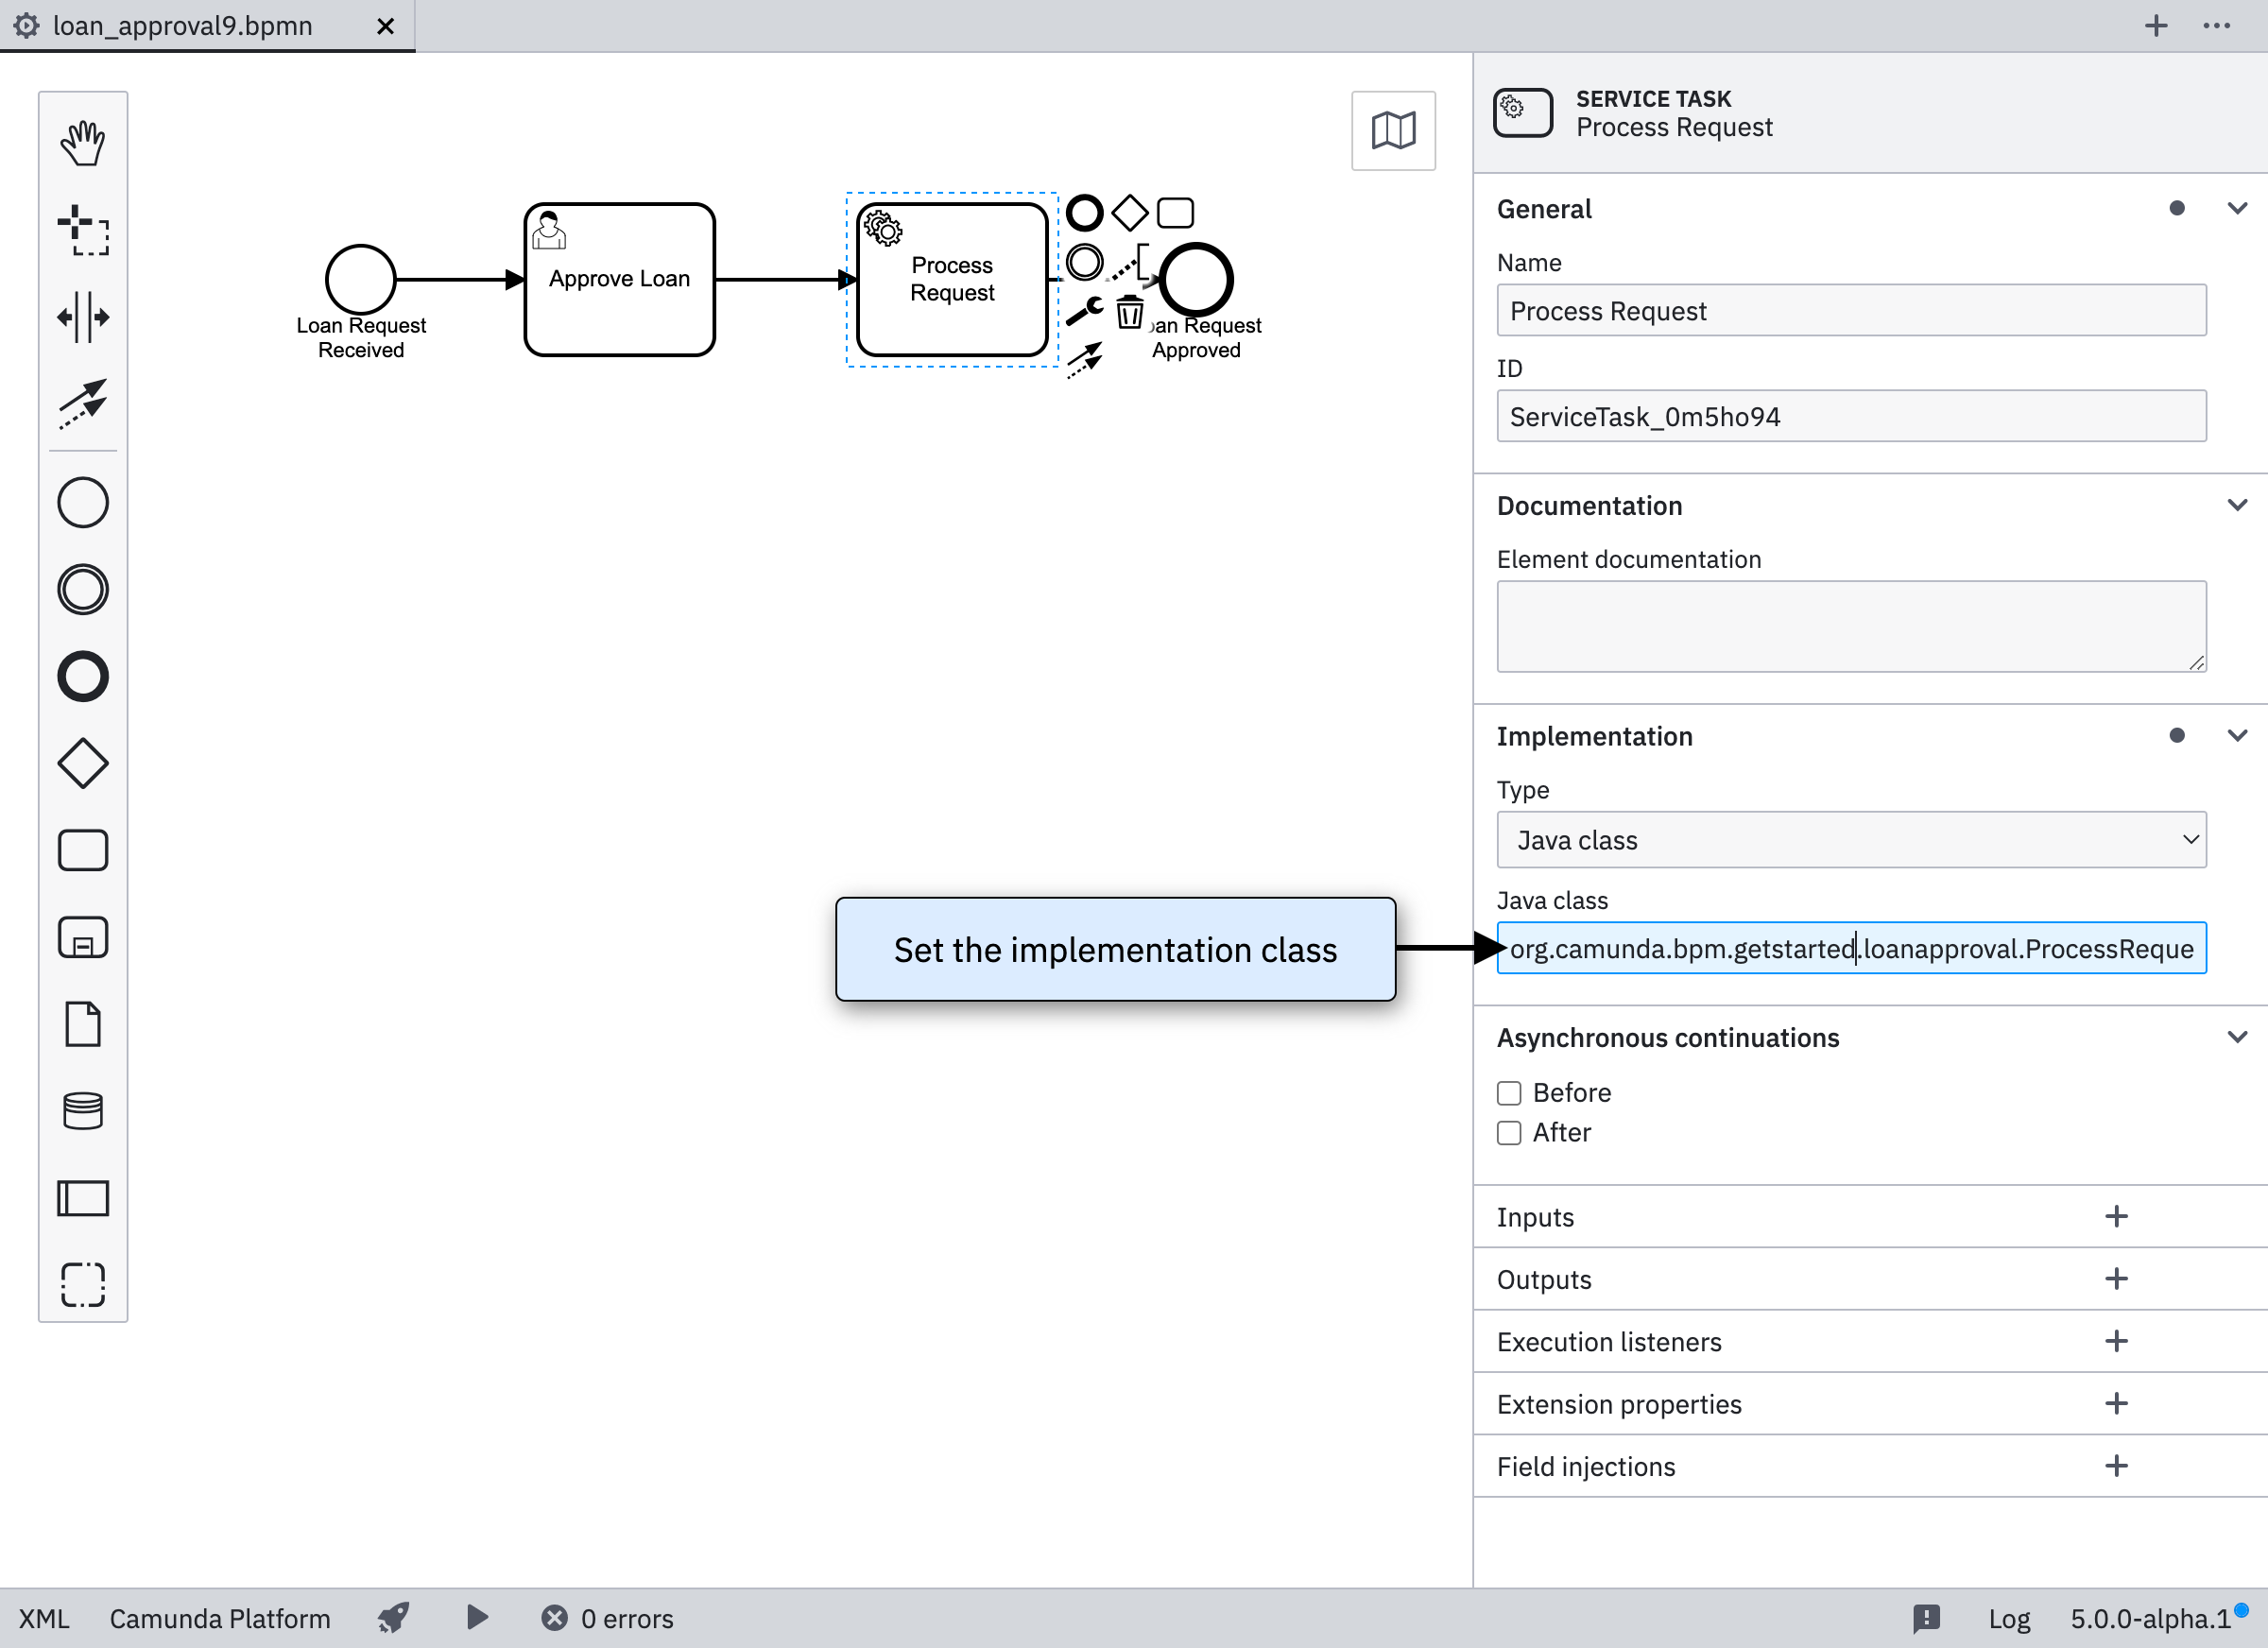 loan_approval9.bpmn
SERVICE TASK
Process Request
General
Name
Process Request
ID
ServiceTask_0m5ho94
Documentation
Element documentation
Implementation
Type
Java class
Java class
org.camunda.bpm.getstarted.loanapproval.ProcessReque
Asynchronous continuations
Before
After
Inputs
Outputs
Execution listeners
Extension properties
Field injections
Loan Request
Received
Approve Loan
Process
Request
an Request
Approved
Set the implementation class
XML
Camunda Platform
0 errors
Log
5.0.0-alpha.1